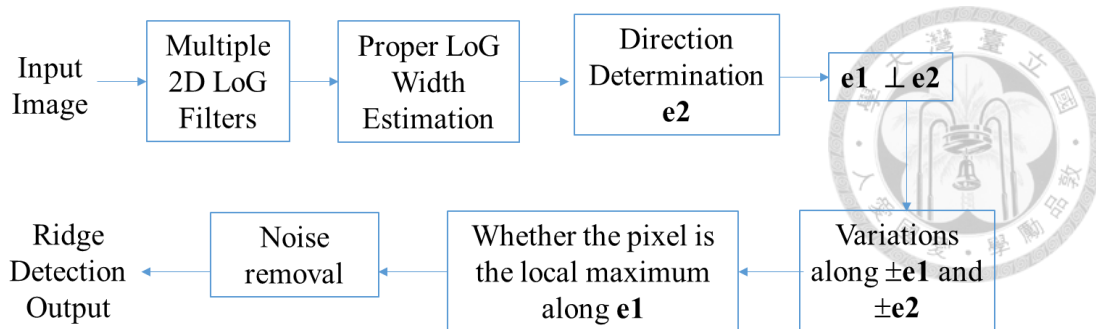 Input
Image
Multiple
2D LoG
Filters
Proper LoG
Width
Estimation
Direction
Determination
e2
e1 ⊥ e2
Variations
along ±e1 and
±e2
Whether the pixel is
the local maximum
along e1
Noise
removal
Ridge
Detection
Output